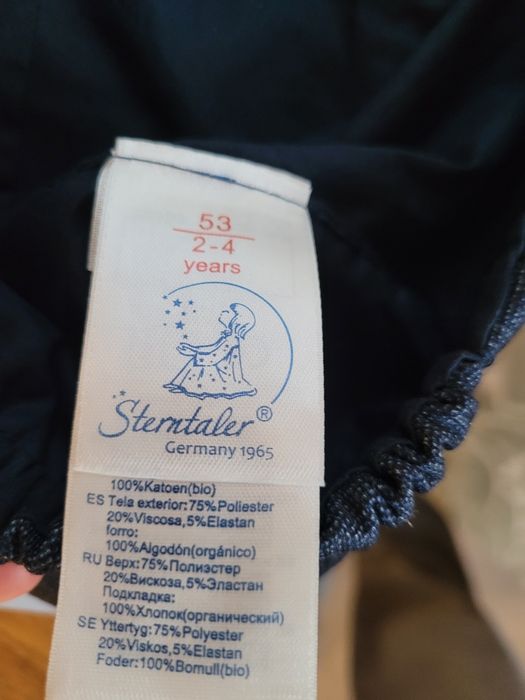 53
2-4
years
Sterntaler®
Germany 1965
100%Katoen(bio)
ES Tela exterior:75%Poliester
20%Viscosa,5%Elastan
forro:
100%Algodón(orgánico)
RU Верх:75%Полиэстер
20%Вискоза,5%Эластан
Подкладка:
100%Хлопок(органический)
SE Yttertyg:75%Polyester
20%Viskos,5%Elastan
Foder:100%Bomull(bio)